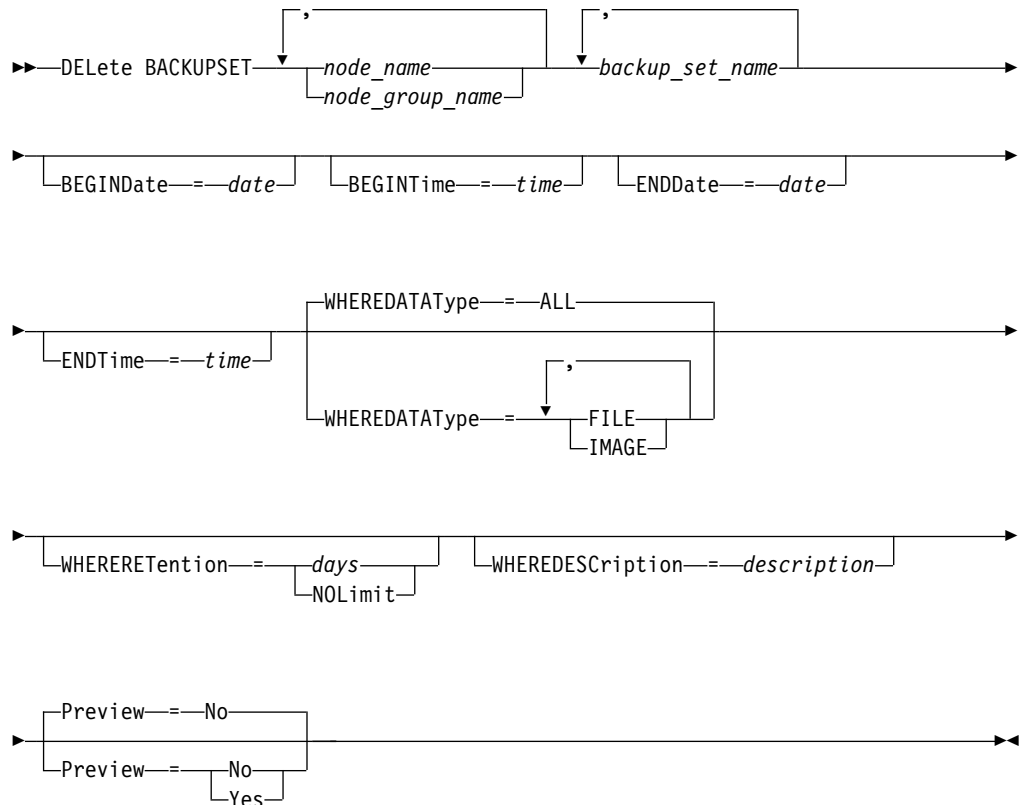 , ,
DELete BACKUPSET node_name backup_set_name
node_group_name
BEGINDate = date BEGINTime = time ENDDate = date
WHEREDATAType = ALL
ENDTime = time
,
WHEREDATAType = FILE
IMAGE
WHERERETention = days WHEREDESCription = description
NOLimit
Preview = No
Preview = No
Yes